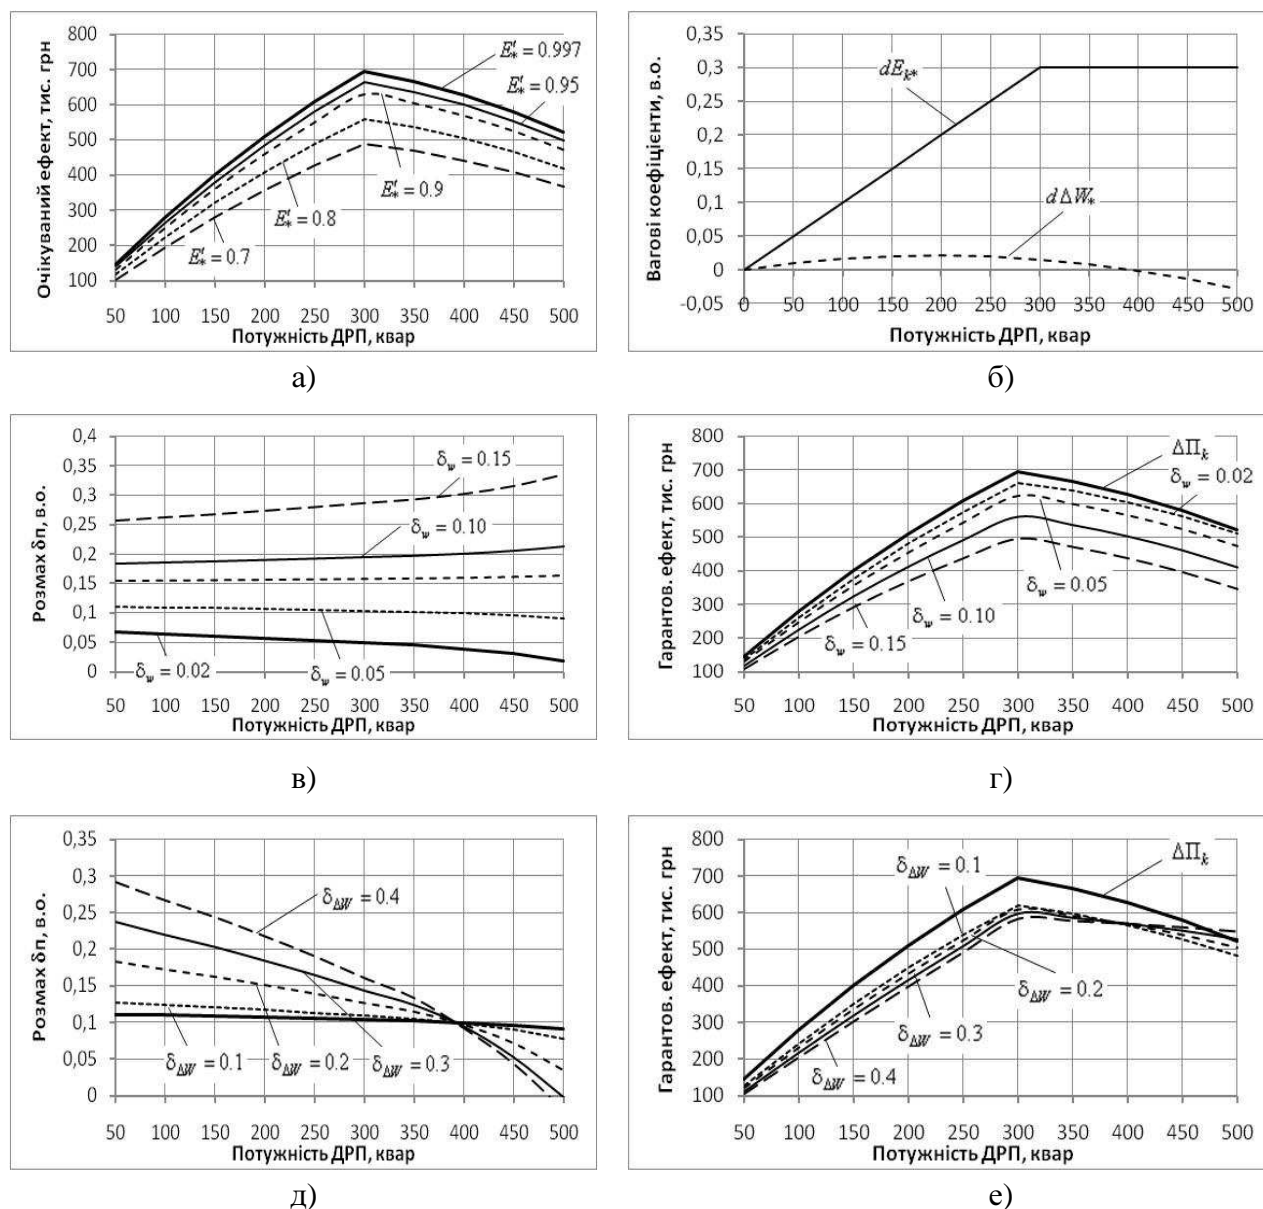 Очікуваний ефект, тис. грн
800
700
600
500
400
300
200
100
E′* = 0.997
E′* = 0.95
E′* = 0.9
E′* = 0.8
E′* = 0.7
50 100 150 200 250 300 350 400 450 500
Потужність ДРП, квар
а)
Вагові коефіцієнти, в.о.
0,35
0,3
0,25
0,2
0,15
0,1
0,05
0
-0,05
dEk*
dΔW*
0 50 100 150 200 250 300 350 400 450 500
Потужність ДРП, квар
б)
Розмах δп, в.о.
0,4
0,35
0,3
0,25
0,2
0,15
0,1
0,05
0
δw = 0.15
δw = 0.10
δw = 0.02
δw = 0.05
50 100 150 200 250 300 350 400 450 500
Потужність ДРП, квар
в)
Гарантов. ефект, тис. грн
800
700
600
500
400
300
200
100
ΔПk
δw = 0.02
δw = 0.05
δw = 0.10
δw = 0.15
50 100 150 200 250 300 350 400 450 500
Потужність ДРП, квар
г)
Розмах δп, в.о.
0,35
0,3
0,25
0,2
0,15
0,1
0,05
0
δΔW = 0.4
δΔW = 0.1
δΔW = 0.2
δΔW = 0.3
50 100 150 200 250 300 350 400 450 500
Потужність ДРП, квар
д)
Гарантов. ефект, тис. грн
800
700
600
500
400
300
200
100
δΔW = 0.1
ΔПk
δΔW = 0.2
δΔW = 0.3
δΔW = 0.4
50 100 150 200 250 300 350 400 450 500
Потужність ДРП, квар
е)